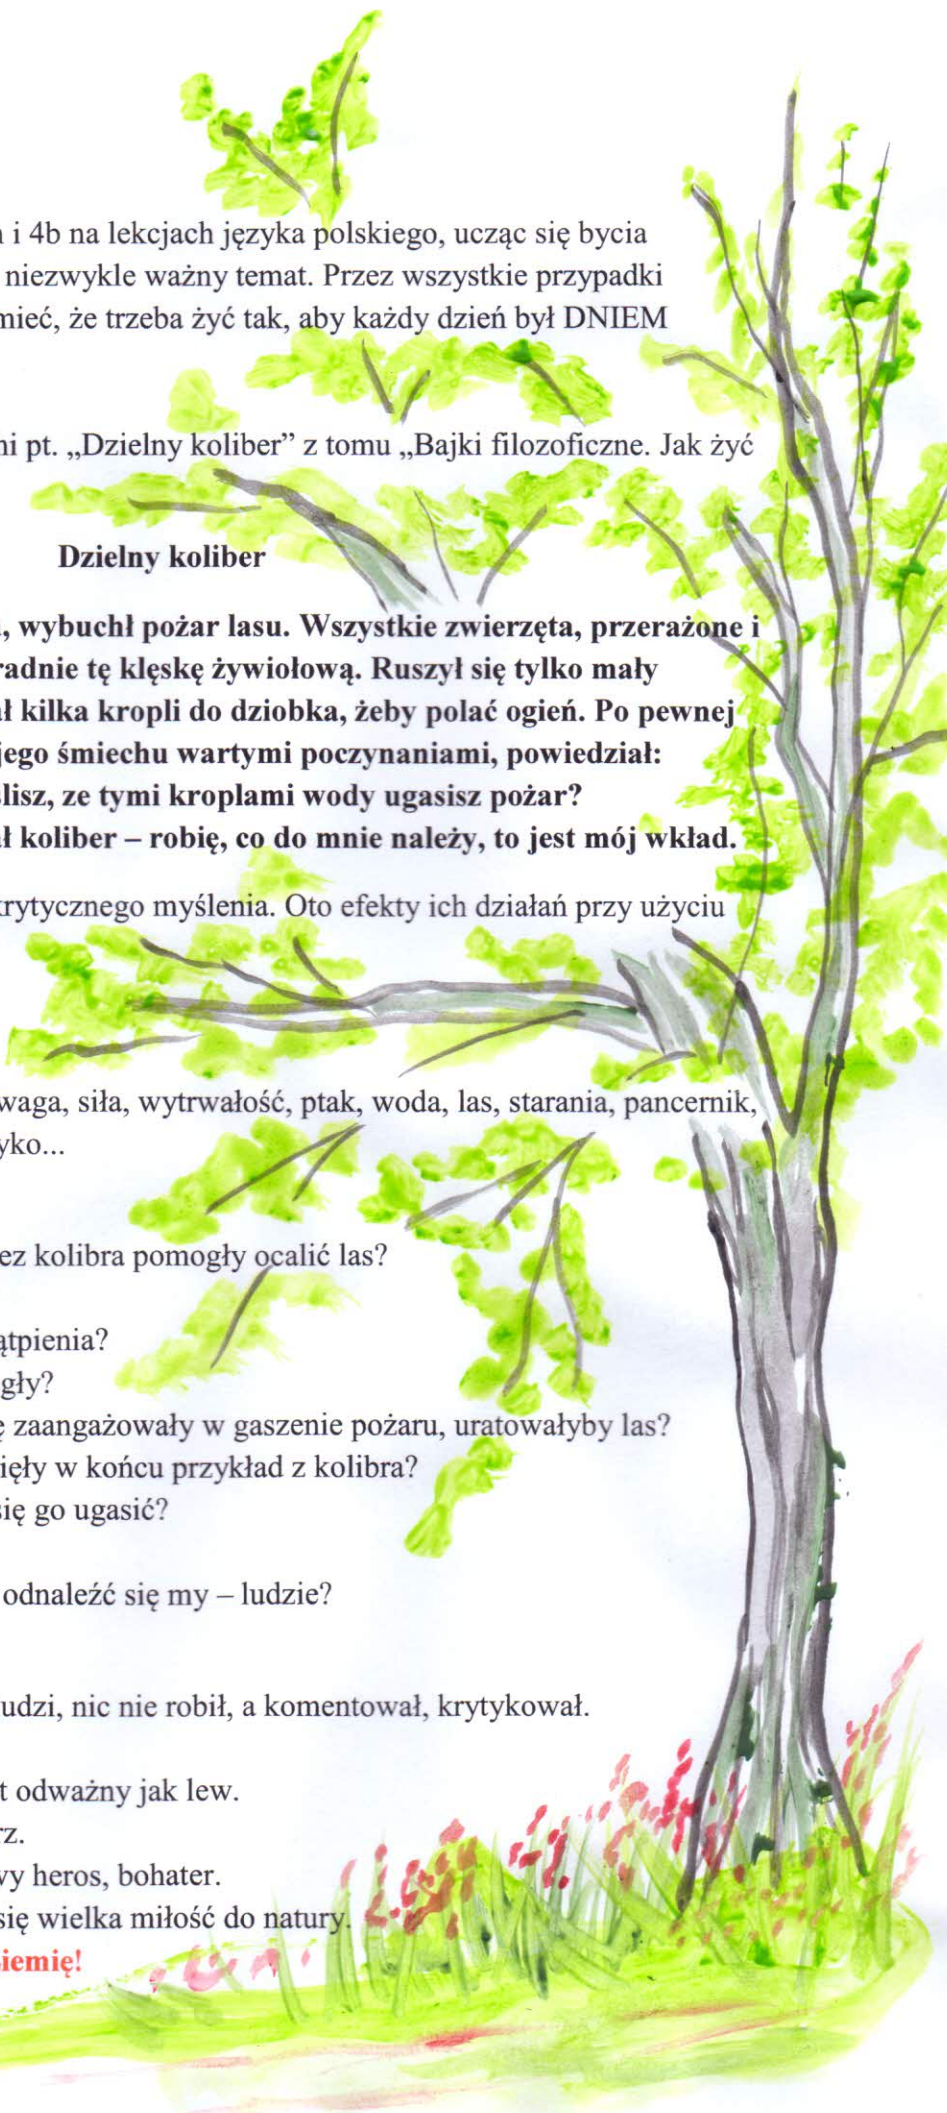 i 4b na lekcjach języka polskiego, ucząc się bycia
niezwykle ważny temat. Przez wszystkie przypadki
mieć, że trzeba żyć tak, aby każdy dzień był DNIEM
ni pt. „Dzielny koliber” z tomu „Bajki filozoficzne. Jak żyć
Dzielny koliber
, wybuchł pożar lasu. Wszystkie zwierzęta, przerażone i
radnie tę klęskę żywiołową. Ruszył się tylko mały
ł kilka kropli do dziobka, żeby polać ogień. Po pewnej
jego śmiechu wartymi poczynaniami, powiedział:
ślisz, ze tymi kroplami wody ugasisz pożar?
ł koliber – robię, co do mnie należy, to jest mój wkład.
krytycznego myślenia. Oto efekty ich działań przy użyciu
waga, siła, wytrwałość, ptak, woda, las, starania, pancernik,
yko...
ez kolibra pomogły ocalić las?
ątpienia?
gły?
ę zaangażowały w gaszenie pożaru, uratowałyby las?
ięły w końcu przykład z kolibra?
się go ugasić?
odnaleźć się my – ludzie?
udzi, nic nie robił, a komentował, krytykował.
t odważny jak lew.
rz.
wy heros, bohater.
się wielka miłość do natury.
iemię!